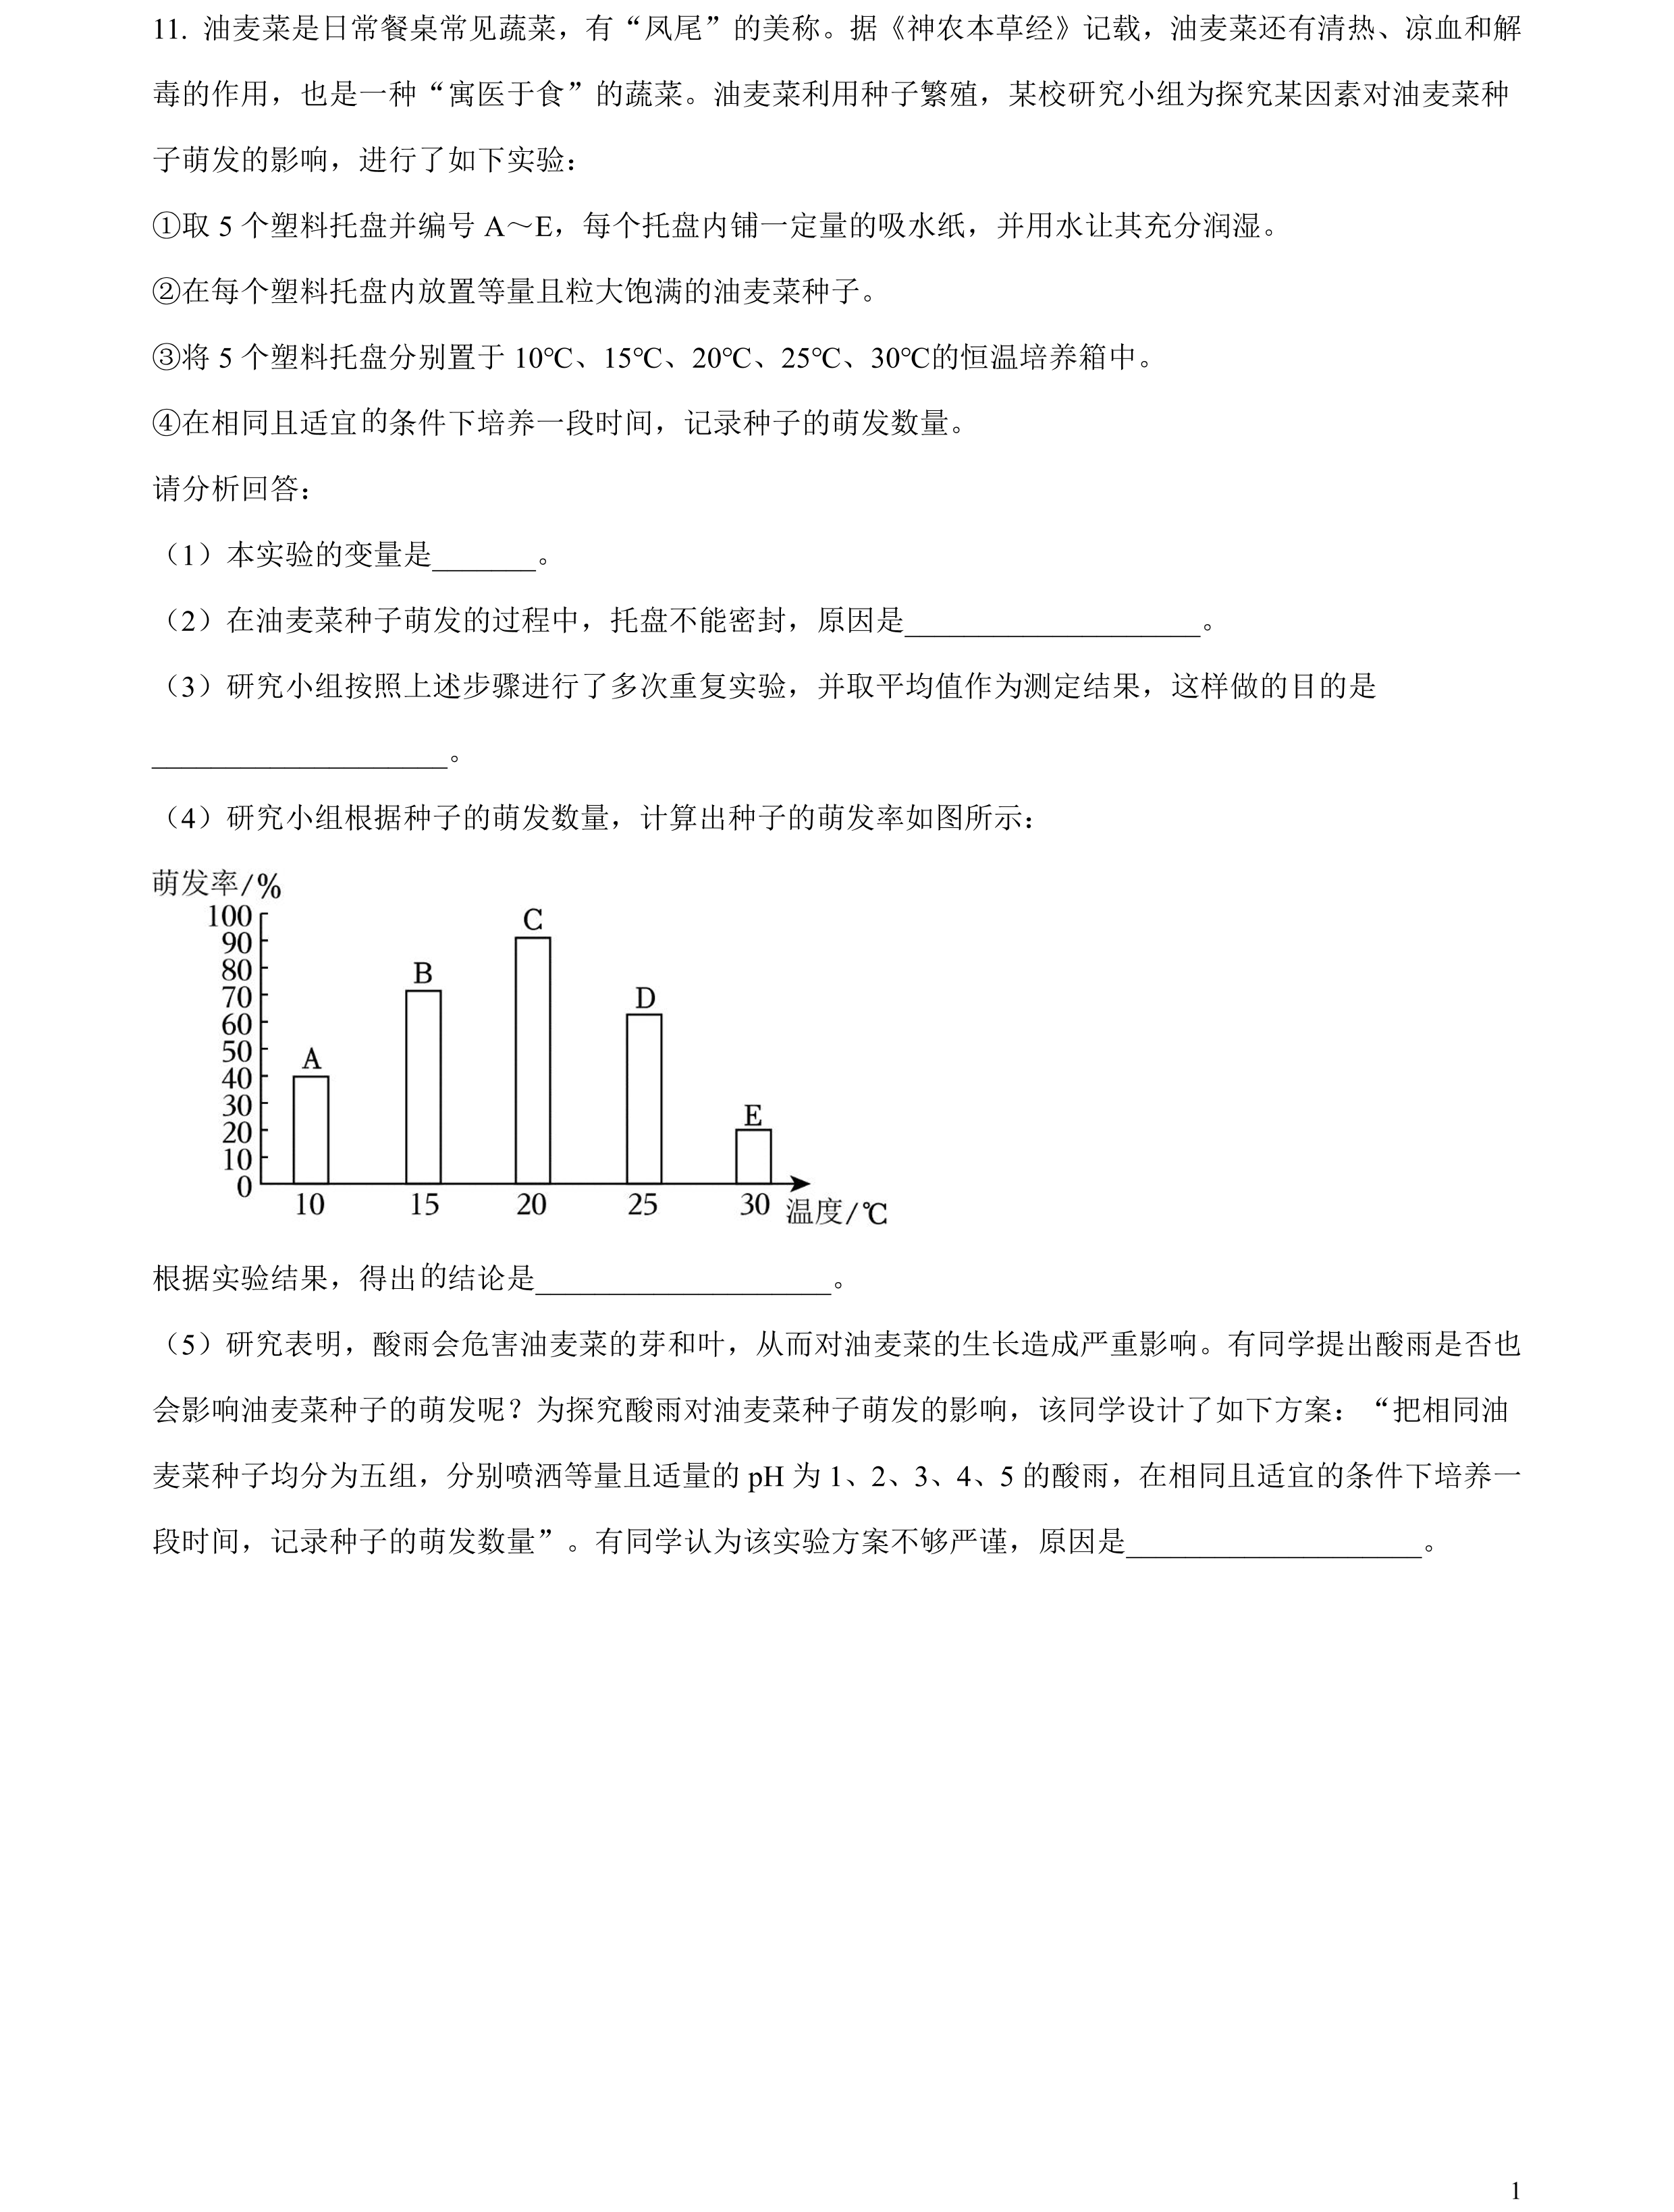 11. 油麦菜是日常餐桌常见蔬菜，有“凤尾”的美称。据《神农本草经》记载，油麦菜还有清热、凉血和解
毒的作用，也是一种“寓医于食”的蔬菜。油麦菜利用种子繁殖，某校研究小组为探究某因素对油麦菜种
子萌发的影响，进行了如下实验：
①取 5 个塑料托盘并编号 A～E，每个托盘内铺一定量的吸水纸，并用水让其充分润湿。
②在每个塑料托盘内放置等量且粒大饱满的油麦菜种子。
③将 5 个塑料托盘分别置于 10℃、15℃、20℃、25℃、30℃的恒温培养箱中。
④在相同且适宜的条件下培养一段时间，记录种子的萌发数量。
请分析回答：
（1）本实验的变量是_______。
（2）在油麦菜种子萌发的过程中，托盘不能密封，原因是____________________。
（3）研究小组按照上述步骤进行了多次重复实验，并取平均值作为测定结果，这样做的目的是
____________________。
（4）研究小组根据种子的萌发数量，计算出种子的萌发率如图所示：
萌发率/%
100
90
80
70
60
50
40
30
20
10
0
A
B
C
D
E
10 15 20 25 30 温度/℃
根据实验结果，得出的结论是____________________。
（5）研究表明，酸雨会危害油麦菜的芽和叶，从而对油麦菜的生长造成严重影响。有同学提出酸雨是否也
会影响油麦菜种子的萌发呢？为探究酸雨对油麦菜种子萌发的影响，该同学设计了如下方案：“把相同油
麦菜种子均分为五组，分别喷洒等量且适量的 pH 为 1、2、3、4、5 的酸雨，在相同且适宜的条件下培养一
段时间，记录种子的萌发数量”。有同学认为该实验方案不够严谨，原因是____________________。
1